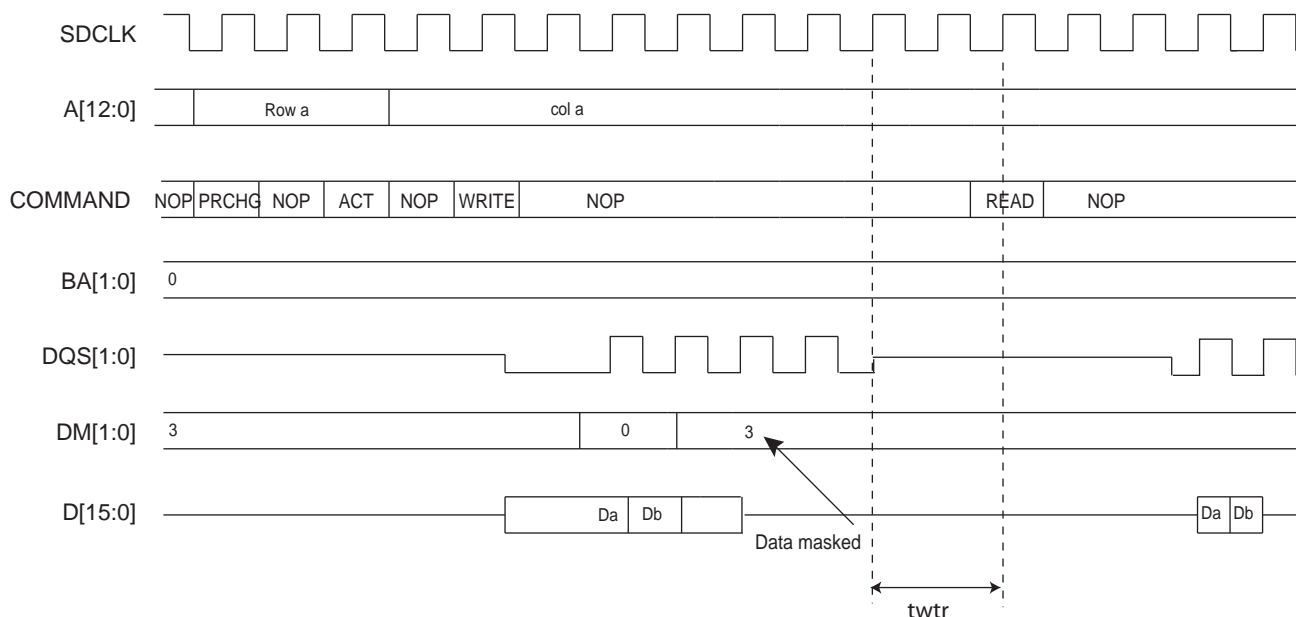 SDCLK
A[12:0] Row a col a
COMMAND NOP PRCHG NOP ACT NOP WRITE NOP READ NOP
BA[1:0] 0
DQS[1:0]
DM[1:0] 3 0 3
D[15:0] Da Db Da Db
Data masked
twtr